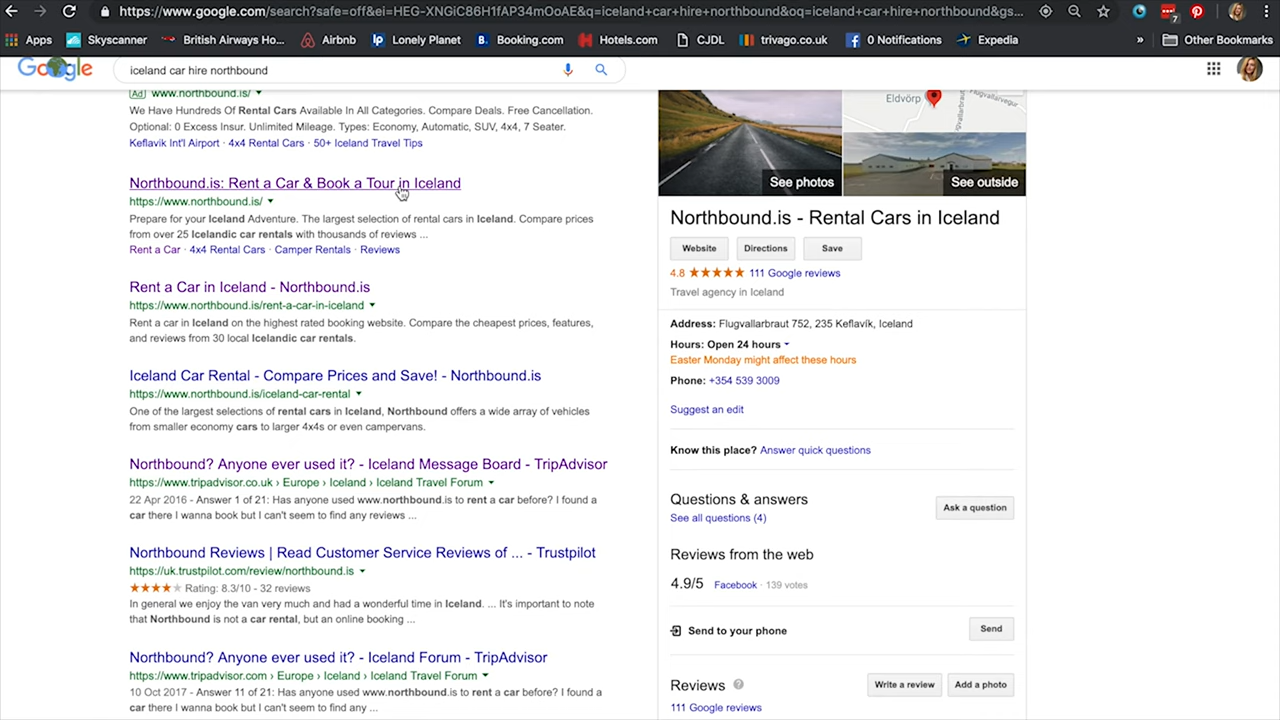 https://www.google.com/search?safe=off&ei=HEG-XNGiC86H1fAP34mOoAE&q=iceland+car+hire+northbound&oq=iceland+car+hire+northbound&gs...
7
Apps
Skyscanner
British Airways Ho...
Airbnb
Lonely Planet
Booking.com
Hotels.com
CJDL
trivago.co.uk
0 Notifications
Expedia
»
Other Bookmarks
Google
iceland car hire northbound
Ad www.northbound.is/
We Have Hundreds Of Rental Cars Available In All Categories. Compare Deals. Free Cancellation.
Optional: 0 Excess Insur. Unlimited Mileage. Types: Economy, Automatic, SUV, 4x4, 7 Seater.
Keflavik Int'l Airport · 4x4 Rental Cars · 50+ Iceland Travel Tips
Northbound.is: Rent a Car & Book a Tour in Iceland
https://www.northbound.is/
Prepare for your Iceland Adventure. The largest selection of rental cars in Iceland. Compare prices
from over 25 Icelandic car rentals with thousands of reviews ...
Rent a Car · 4x4 Rental Cars · Camper Rentals · Reviews
Rent a Car in Iceland - Northbound.is
https://www.northbound.is/rent-a-car-in-iceland
Rent a car in Iceland on the highest rated booking website. Compare the cheapest prices, features,
and reviews from 30 local Icelandic car rentals.
Iceland Car Rental - Compare Prices and Save! - Northbound.is
https://www.northbound.is/iceland-car-rental
One of the largest selections of rental cars in Iceland, Northbound offers a wide array of vehicles
from smaller economy cars to larger 4x4s or even campervans.
Northbound? Anyone ever used it? - Iceland Message Board - TripAdvisor
https://www.tripadvisor.co.uk › Europe › Iceland › Iceland Travel Forum
22 Apr 2016 - Answer 1 of 21: Has anyone used www.northbound.is to rent a car before? I found a
car there I wanna book but I can't seem to find any reviews ...
Northbound Reviews | Read Customer Service Reviews of ... - Trustpilot
https://uk.trustpilot.com/review/northbound.is
Rating: 8.3/10 - 32 reviews
In general we enjoy the van very much and had a wonderful time in Iceland. ... It's important to note
that Northbound is not a car rental, but an online booking ...
Northbound? Anyone ever used it? - Iceland Forum - TripAdvisor
https://www.tripadvisor.com › Europe › Iceland › Iceland Travel Forum
10 Oct 2017 - Answer 11 of 21: Has anyone used www.northbound.is to rent a car before? I found a
car there I wanna book but I can't seem to find any ...
Eldvörp
Flugvallarvegur
See photos
See outside
Northbound.is - Rental Cars in Iceland
Website
Directions
Save
4.8 111 Google reviews
Travel agency in Iceland
Address: Flugvallarbraut 752, 235 Keflavík, Iceland
Hours: Open 24 hours
Easter Monday might affect these hours
Phone: +354 539 3009
Suggest an edit
Know this place? Answer quick questions
Questions & answers
See all questions (4)
Ask a question
Reviews from the web
4.9/5 Facebook · 139 votes
Send to your phone
Send
Reviews
Write a review
Add a photo
111 Google reviews